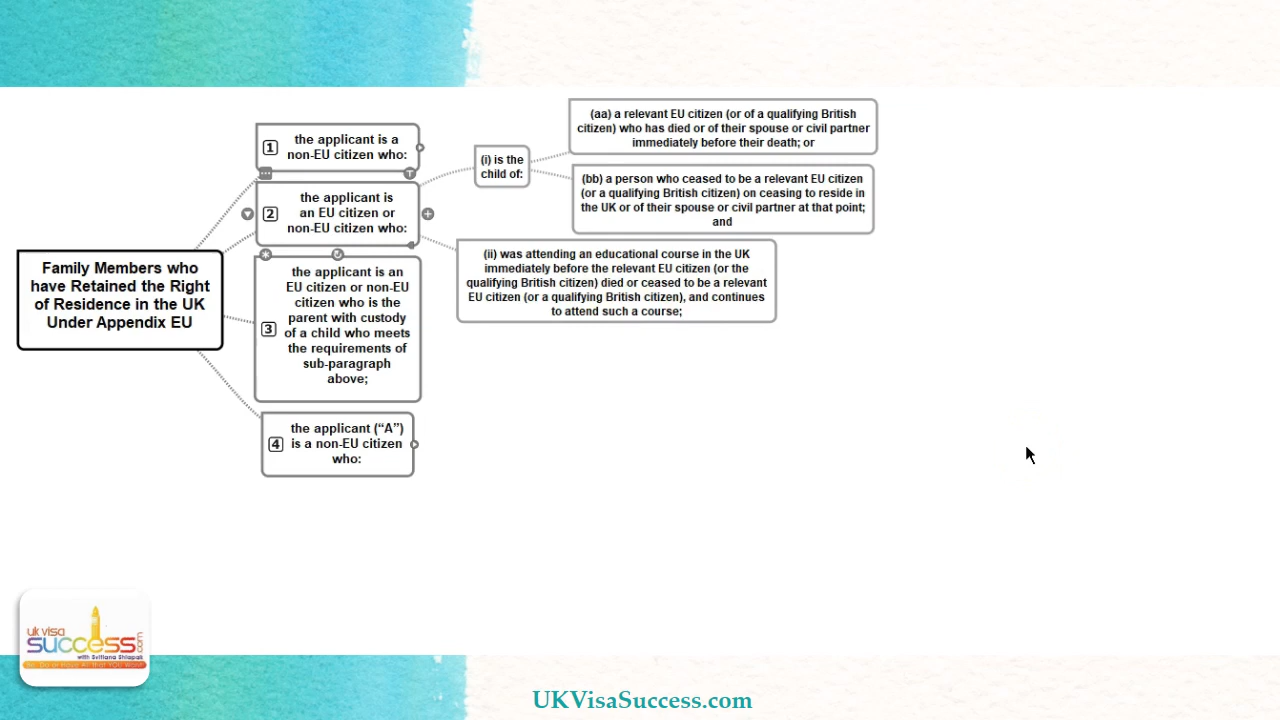 Family Members who
have Retained the Right
of Residence in the UK
Under Appendix EU
1
the applicant is a
non-EU citizen who:
2
the applicant is
an EU citizen or
non-EU citizen who:
(i) is the
child of:
(aa) a relevant EU citizen (or of a qualifying British
citizen) who has died or of their spouse or civil partner
immediately before their death; or
(bb) a person who ceased to be a relevant EU citizen
(or a qualifying British citizen) on ceasing to reside in
the UK or of their spouse or civil partner at that point;
and
(ii) was attending an educational course in the UK
immediately before the relevant EU citizen (or the
qualifying British citizen) died or ceased to be a relevant
EU citizen (or a qualifying British citizen), and continues
to attend such a course;
3
the applicant is an
EU citizen or non-EU
citizen who is the
parent with custody
of a child who meets
the requirements of
sub-paragraph
above;
4
the applicant (“A”)
is a non-EU citizen
who:
uk visa
success.com
with Svitlana Shlapak
UKVisaSuccess.com